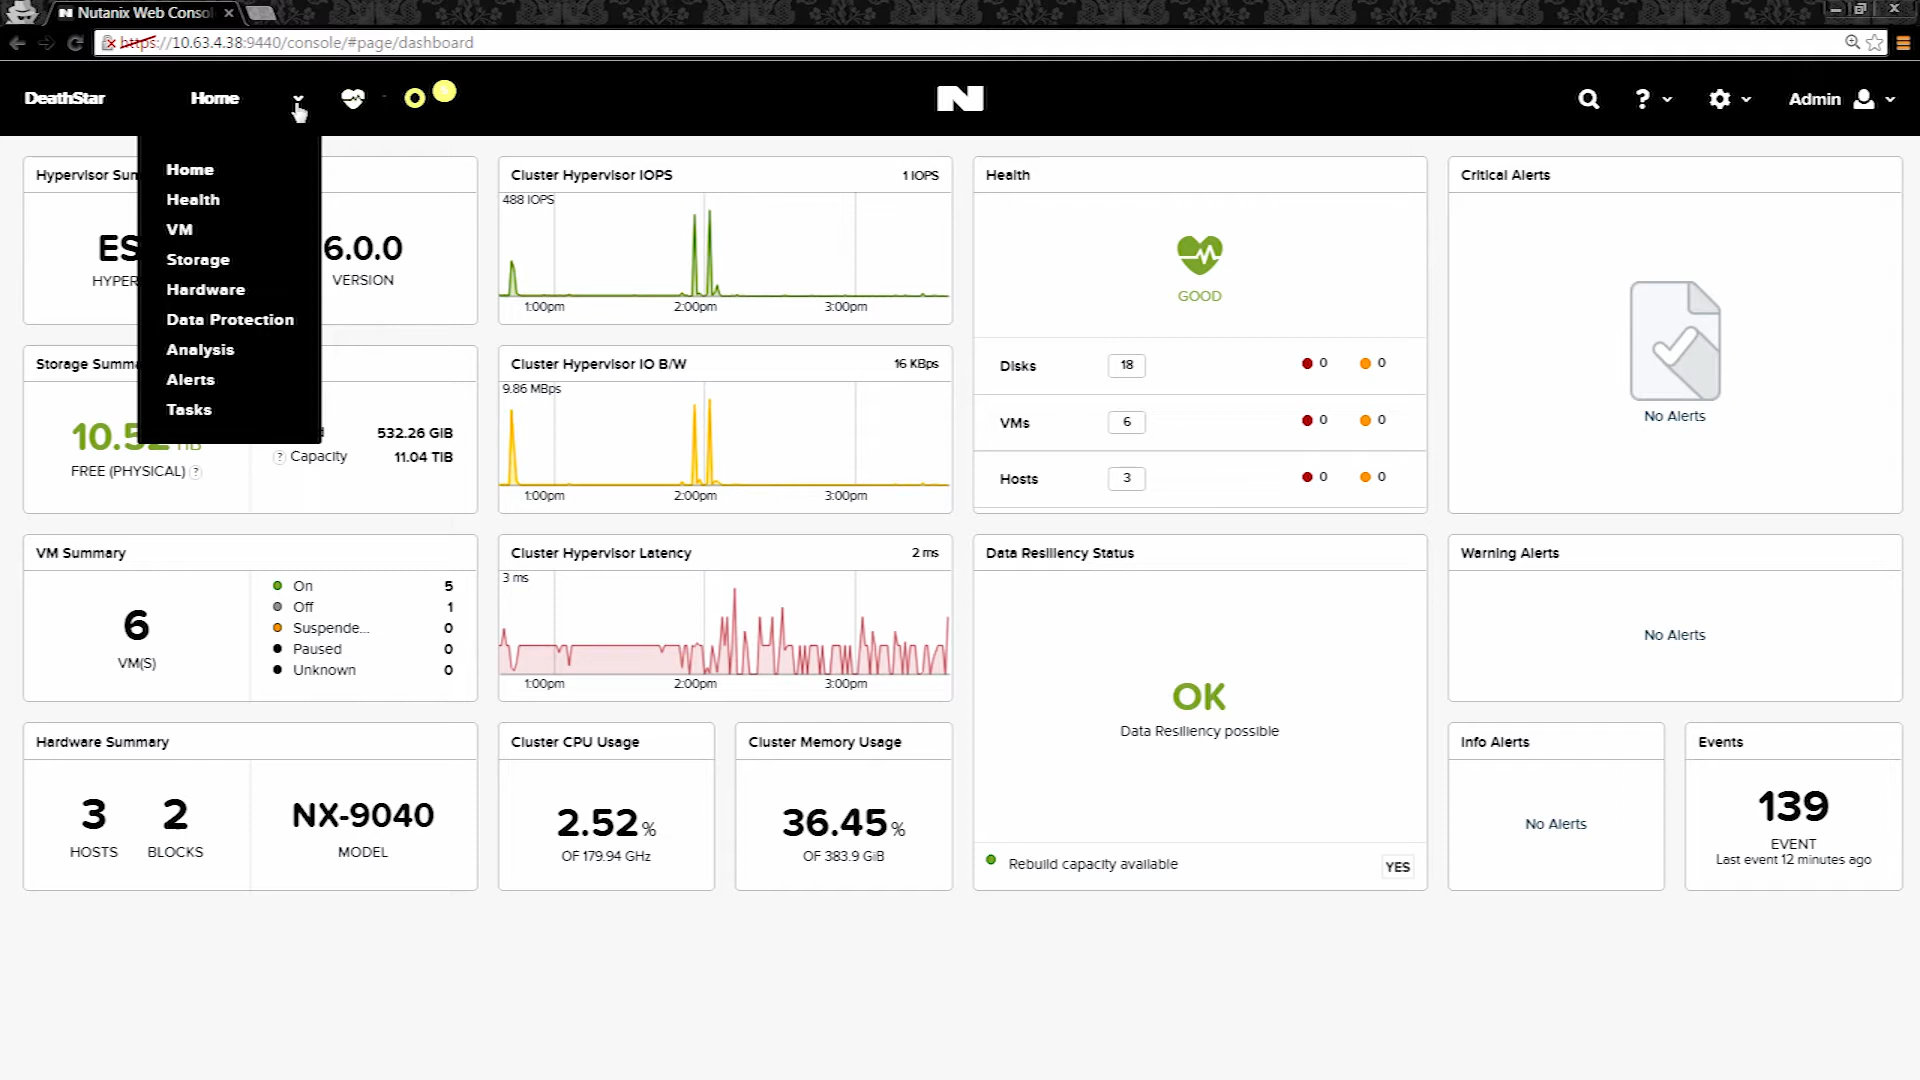 Nutanix Web Consol
https://10.63.4.38:9440/console/#page/dashboard
DeathStar
Home
?
Admin
Home
Health
VM
Storage
Hardware
Data Protection
Analysis
Alerts
Tasks
Hypervisor Sum
ES
HYPER
6.0.0
VERSION
Storage Summa
10.52 TiB
FREE (PHYSICAL) ?
532.26 GIB
? Capacity 11.04 TIB
VM Summary
6
VM(S)
On 5
Off 1
Suspende... 0
Paused 0
Unknown 0
Hardware Summary
3
HOSTS
2
BLOCKS
NX-9040
MODEL
Cluster Hypervisor IOPS 1 IOPS
488 IOPS
1:00pm 2:00pm 3:00pm
Cluster Hypervisor IO B/W 16 KBps
9.86 MBps
1:00pm 2:00pm 3:00pm
Cluster Hypervisor Latency 2 ms
3 ms
1:00pm 2:00pm 3:00pm
Cluster CPU Usage
2.52 %
OF 179.94 GHz
Cluster Memory Usage
36.45 %
OF 383.9 GiB
Health
GOOD
Disks 18 0 0
VMs 6 0 0
Hosts 3 0 0
Data Resiliency Status
OK
Data Resiliency possible
Rebuild capacity available YES
Critical Alerts
No Alerts
Warning Alerts
No Alerts
Info Alerts
No Alerts
Events
139
EVENT
Last event 12 minutes ago